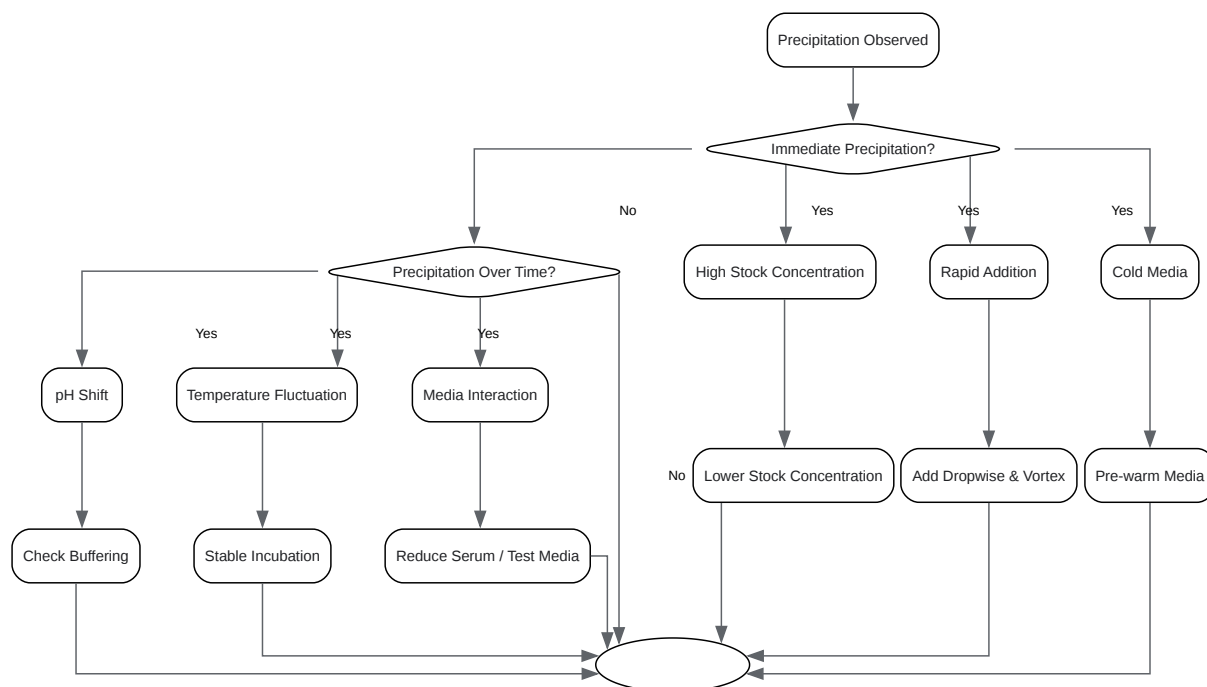 Precipitation Observed
Immediate Precipitation?
No
Yes
Yes
Yes
Precipitation Over Time?
High Stock Concentration
Rapid Addition
Cold Media
Yes
Yes
Yes
pH Shift
Temperature Fluctuation
Media Interaction
No
Lower Stock Concentration
Add Dropwise & Vortex
Pre-warm Media
Check Buffering
Stable Incubation
Reduce Serum / Test Media